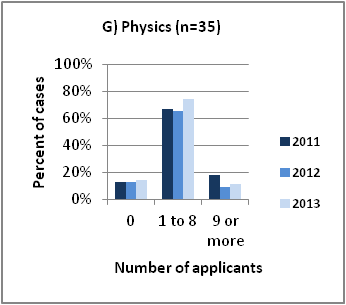 G) Physics (n=35)
Percent of cases
100%
80%
60%
40%
20%
0%
0
1 to 8
9 or
more
Number of applicants
2011
2012
2013